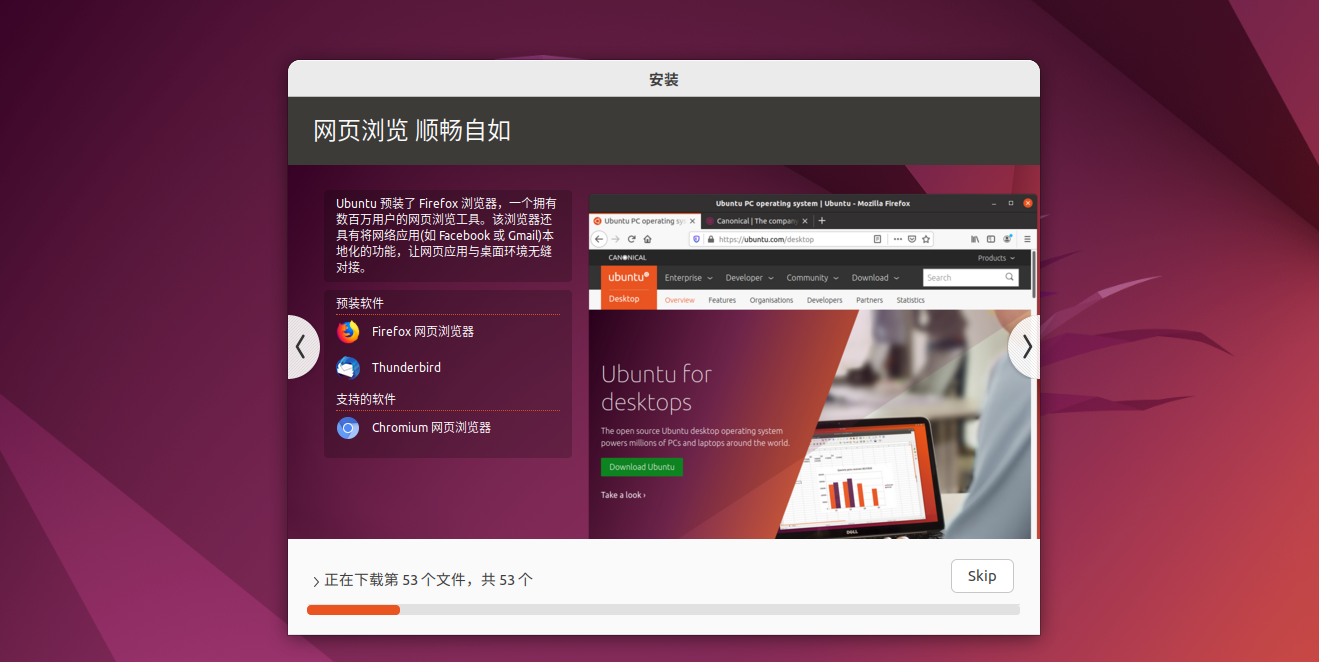 安装
网页浏览 顺畅自如
Ubuntu 预装了 Firefox 浏览器，一个拥有
数百万用户的网页浏览工具。该浏览器还
具有将网络应用(如 Facebook 或 Gmail)本
地化的功能，让网页应用与桌面环境无缝
对接。
预装软件
Firefox 网页浏览器
Thunderbird
支持的软件
Chromium 网页浏览器
Ubuntu PC operating system | Ubuntu - Mozilla Firefox
Ubuntu PC operating sy
Canonical | The company
https://ubuntu.com/desktop
CANONICAL
Products
ubuntu
Enterprise
Developer
Community
Download
Search
Desktop
Overview
Features
Organisations
Developers
Partners
Statistics
Ubuntu for
desktops
The open source Ubuntu desktop operating system
powers millions of PCs and laptops around the world.
Download Ubuntu
Take a look ›
DELL
正在下载第 53 个文件，共 53 个
Skip